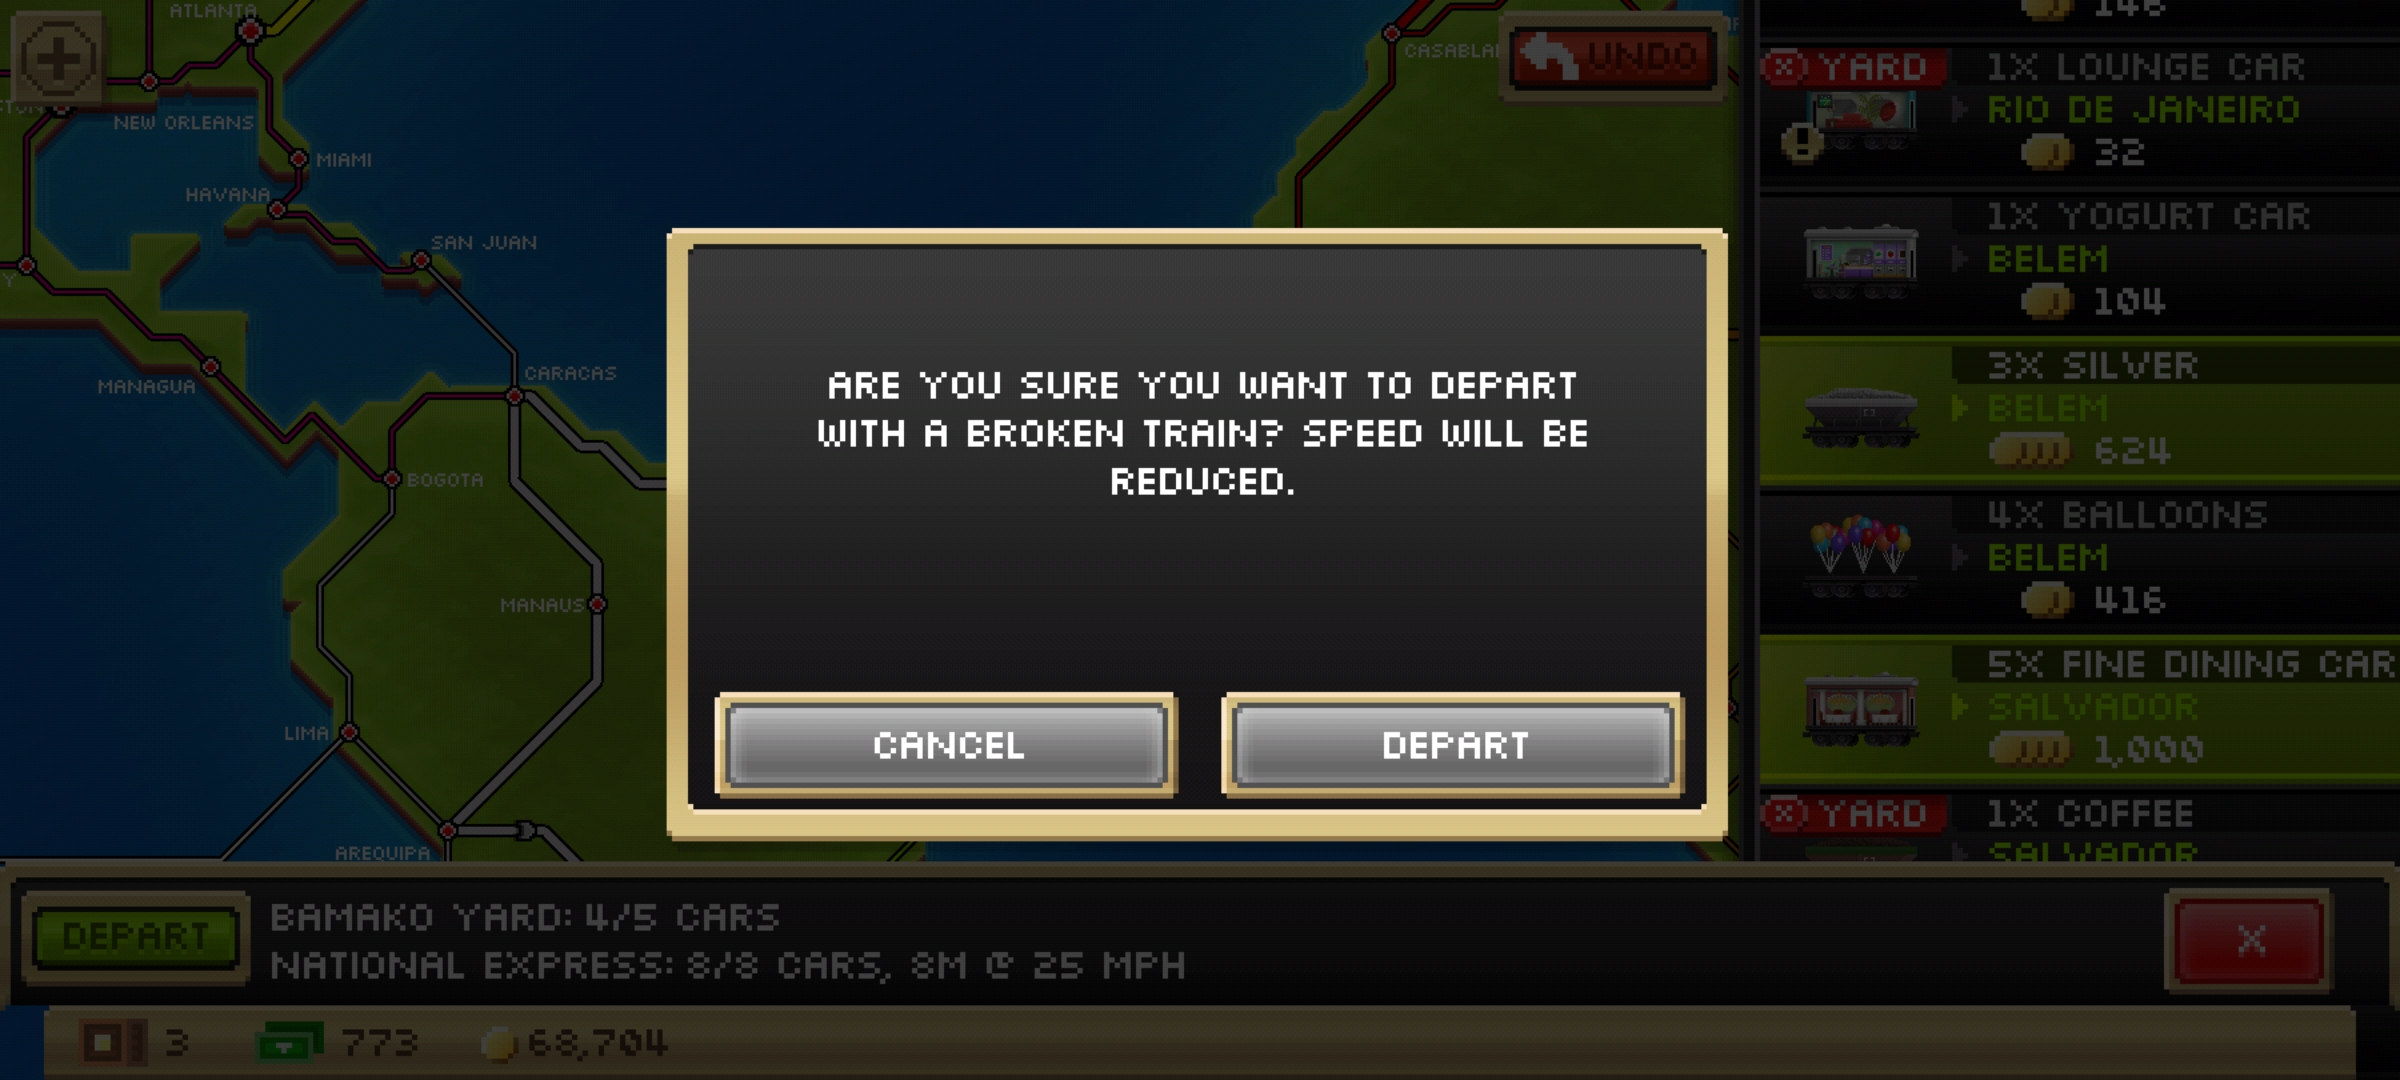 ATLANTA
NEW ORLEANS
MIAMI
HAVANA
SAN JUAN
MANAGUA
CARACAS
BOGOTA
MANAUS
LIMA
AREQUIPA
UNDO
146
YARD
1X LOUNGE CAR
RIO DE JANEIRO
32
1X YOGURT CAR
BELEM
104
3X SILVER
BELEM
624
4X BALLOONS
BELEM
416
5X FINE DINING CAR
SALVADOR
1,000
YARD
1X COFFEE
SALVADOR
ARE YOU SURE YOU WANT TO DEPART
WITH A BROKEN TRAIN? SPEED WILL BE
REDUCED.
CANCEL
DEPART
DEPART
BAMAKO YARD: 4/5 CARS
NATIONAL EXPRESS: 8/8 CARS, 8M @ 25 MPH
X
3
773
68,704